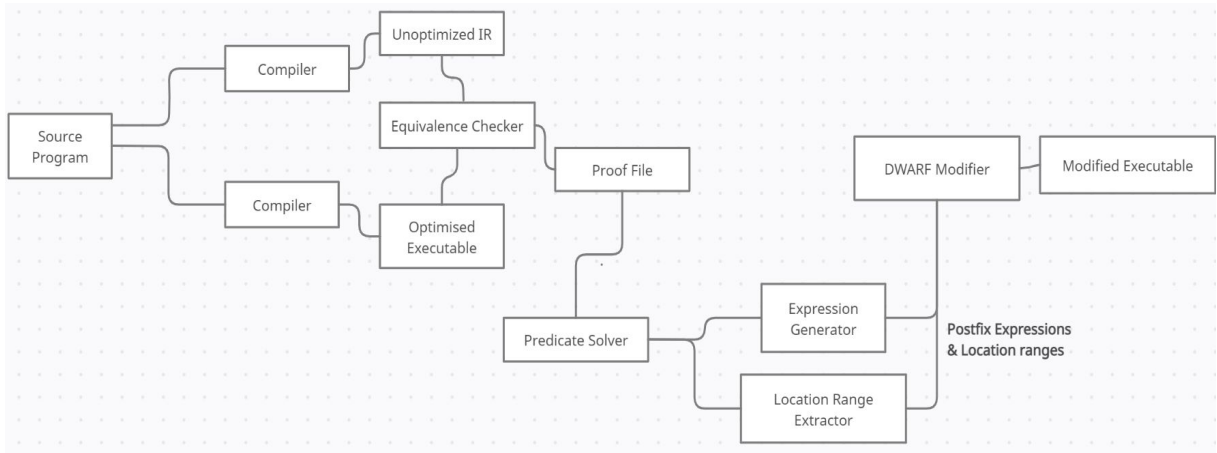 Unoptimized IR
Compiler
Equivalence Checker
Source
Program
Proof File
DWARF Modifier
Modified Executable
Compiler
Optimised
Executable
Expression
Generator
Predicate Solver
Postfix Expressions
& Location ranges
Location Range
Extractor